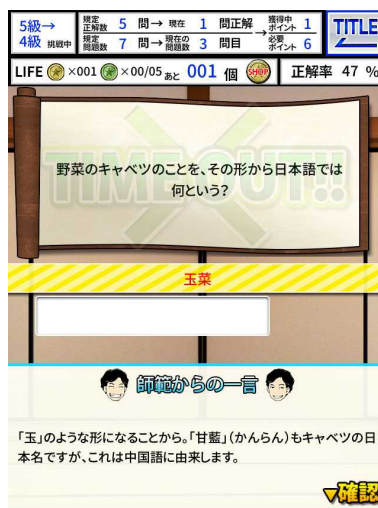 5級→ 規定正解数 5 問→ 現在 1 問正解 → 獲得中ポイント 1 TITLE
4級 挑戦中 規定問題数 7 問→ 現在の問題数 3 問目 必要ポイント 6
LIFE ×001 ×00/05 あと 001 個 SHOP 正解率 47 %
野菜のキャベツのことを、その形から日本語では
何という?
TIME OUT!!
玉菜
師範からの一言
「玉」のような形になることから。「甘藍」(かんらん)もキャベツの日
本名ですが、これは中国語に由来します。
▼確認